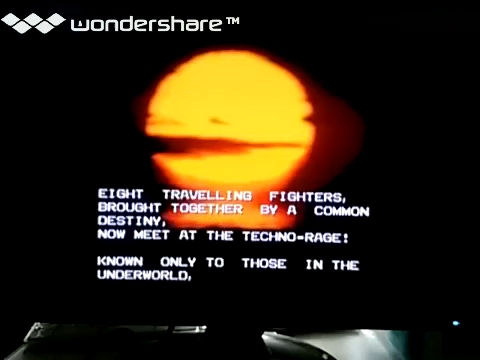 wondershare™
EIGHT TRAVELLING FIGHTERS,
BROUGHT TOGETHER BY A COMMON
DESTINY,
NOW MEET AT THE TECHNO-RAGE!
KNOWN ONLY TO THOSE IN THE
UNDERWORLD,